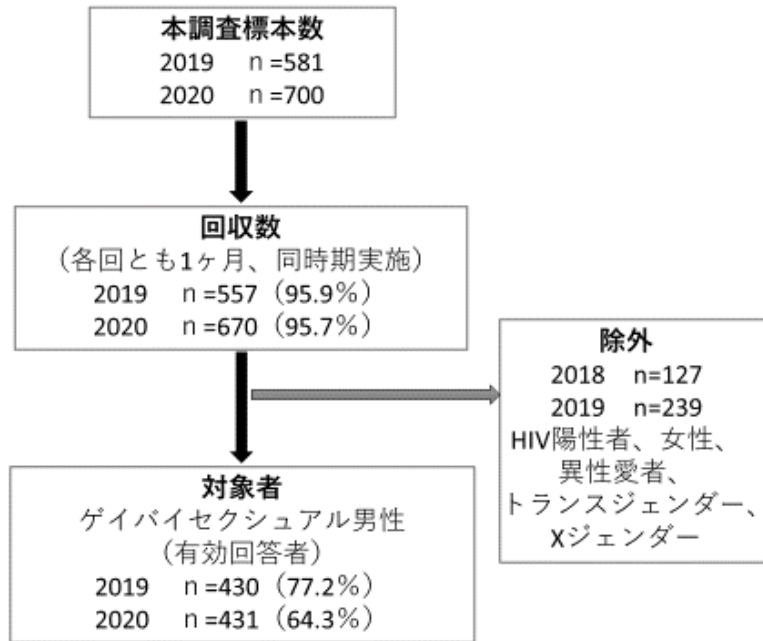 本調査標本数
2019 n=581
2020 n=700
回収数
（各回とも1ヶ月、同時期実施）
2019 n=557（95.9％）
2020 n=670（95.7％）
除外
2018 n=127
2019 n=239
HIV陽性者、女性、
異性愛者、
トランスジェンダー、
Xジェンダー
対象者
ゲイバイセクシュアル男性
（有効回答者）
2019 n=430（77.2％）
2020 n=431（64.3％）